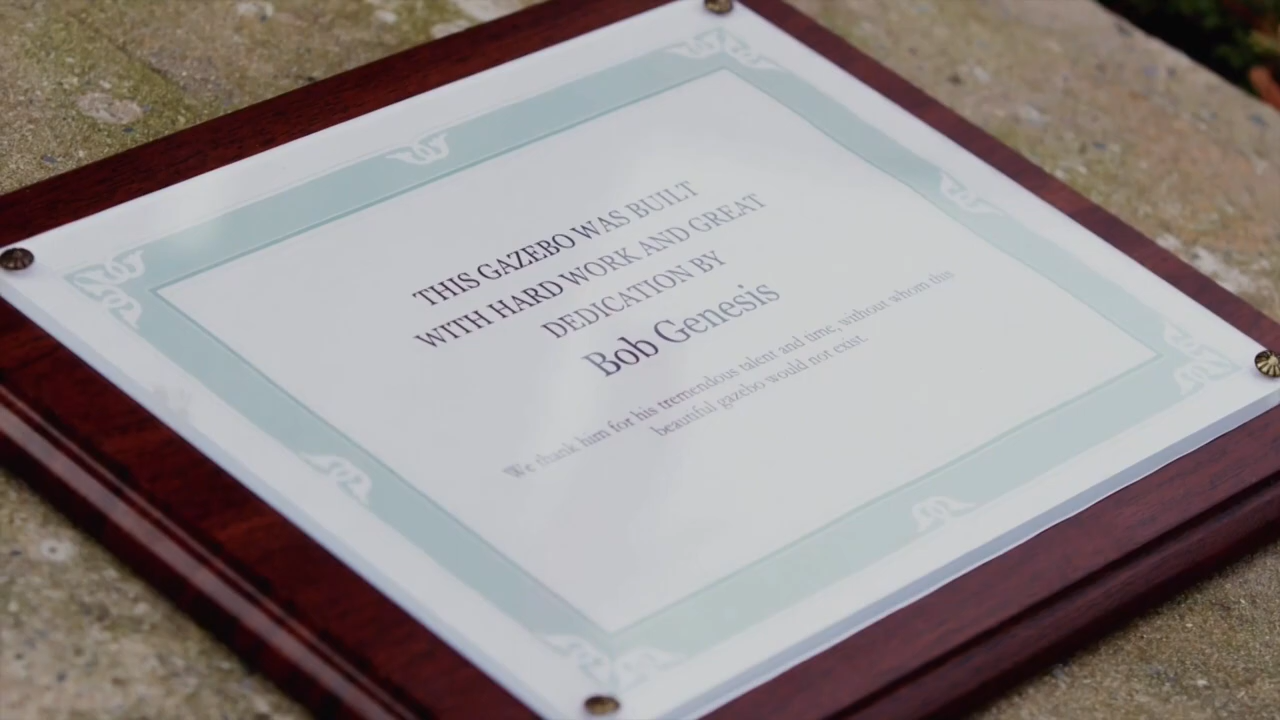 THIS GAZEBO WAS BUILT
WITH HARD WORK AND GREAT
DEDICATION BY
Bob Genesis
We thank him for his tremendous talent and time, without whom this
beautiful gazebo would not exist.